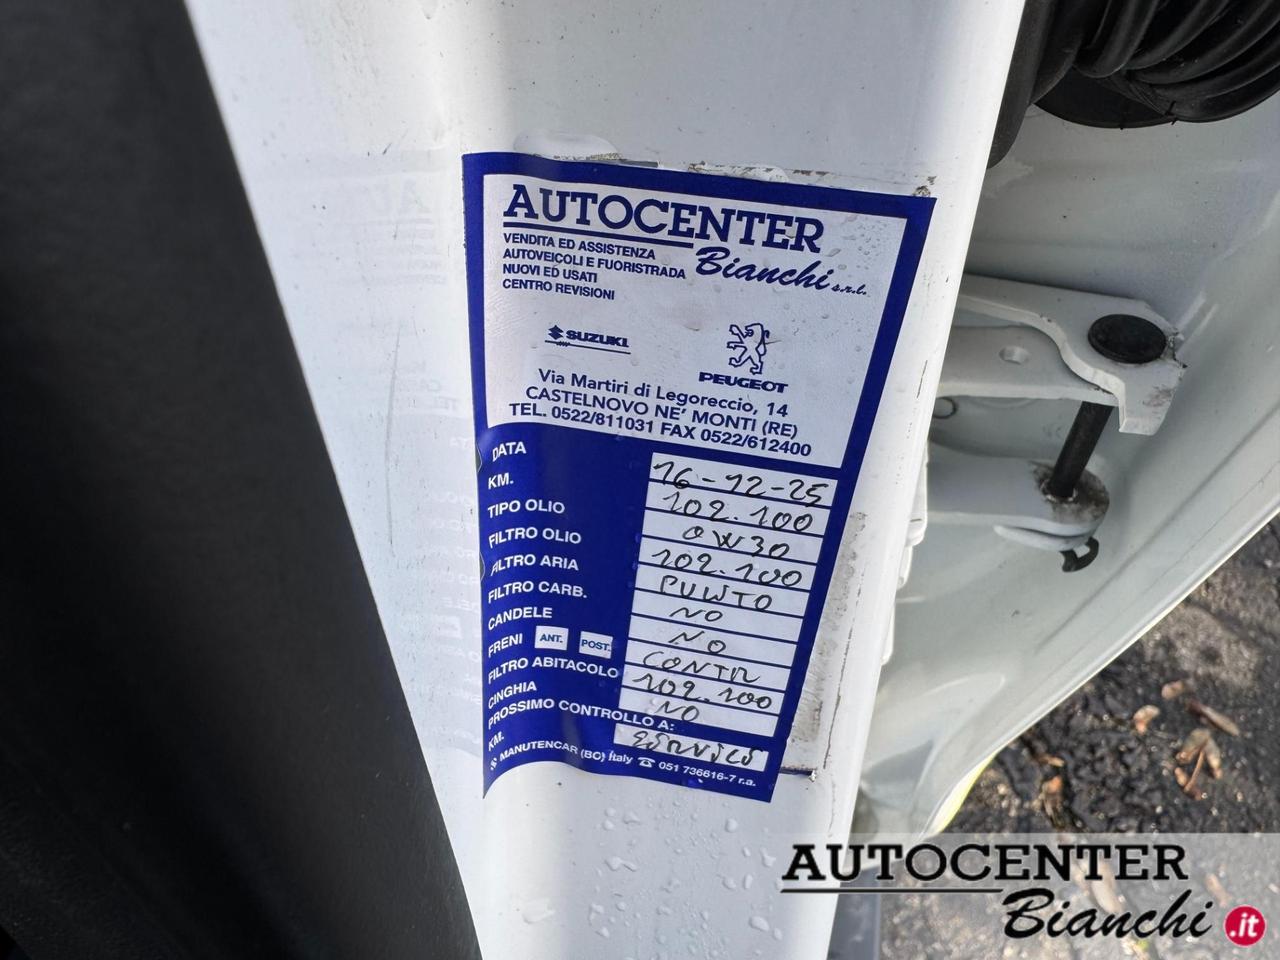 AUTOCENTER
Bianchi s.r.l.
VENDITA ED ASSISTENZA
AUTOVEICOLI E FUORISTRADA
NUOVI ED USATI
CENTRO REVISIONI
SUZUKI
PEUGEOT
Via Martiri di Legoreccio, 14
CASTELNOVO NE' MONTI (RE)
TEL. 0522/811031 FAX 0522/612400
DATA 16-12-25
KM. 102.100
TIPO OLIO 0W30
FILTRO OLIO 102.100
FILTRO ARIA PULITO
FILTRO CARB. NO
CANDELE NO
FRENI ANT. POST. CONTR
FILTRO ABITACOLO 102.100
CINGHIA NO
PROSSIMO CONTROLLO A:
KM.
MANUTENCAR (BO) Italy ☎ 051 736616-7 r.a.
AUTOCENTER
Bianchi .it